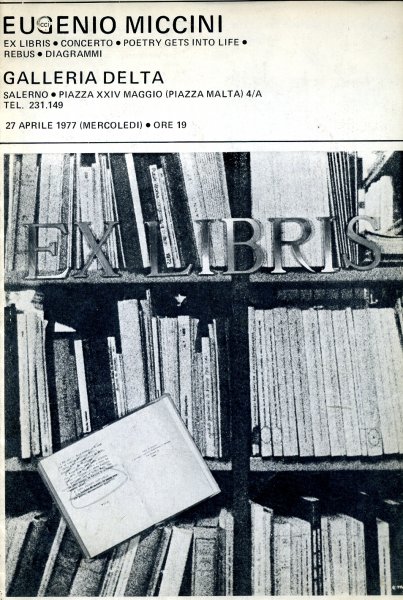 EUGENIO MICCINI
EX LIBRIS ● CONCERTO ● POETRY GETS INTO LIFE ●
REBUS ● DIAGRAMMI
GALLERIA DELTA
SALERNO ● PIAZZA XXIV MAGGIO (PIAZZA MALTA) 4/A
TEL. 231.149
27 APRILE 1977 (MERCOLEDI) ● ORE 19
EX LIBRIS